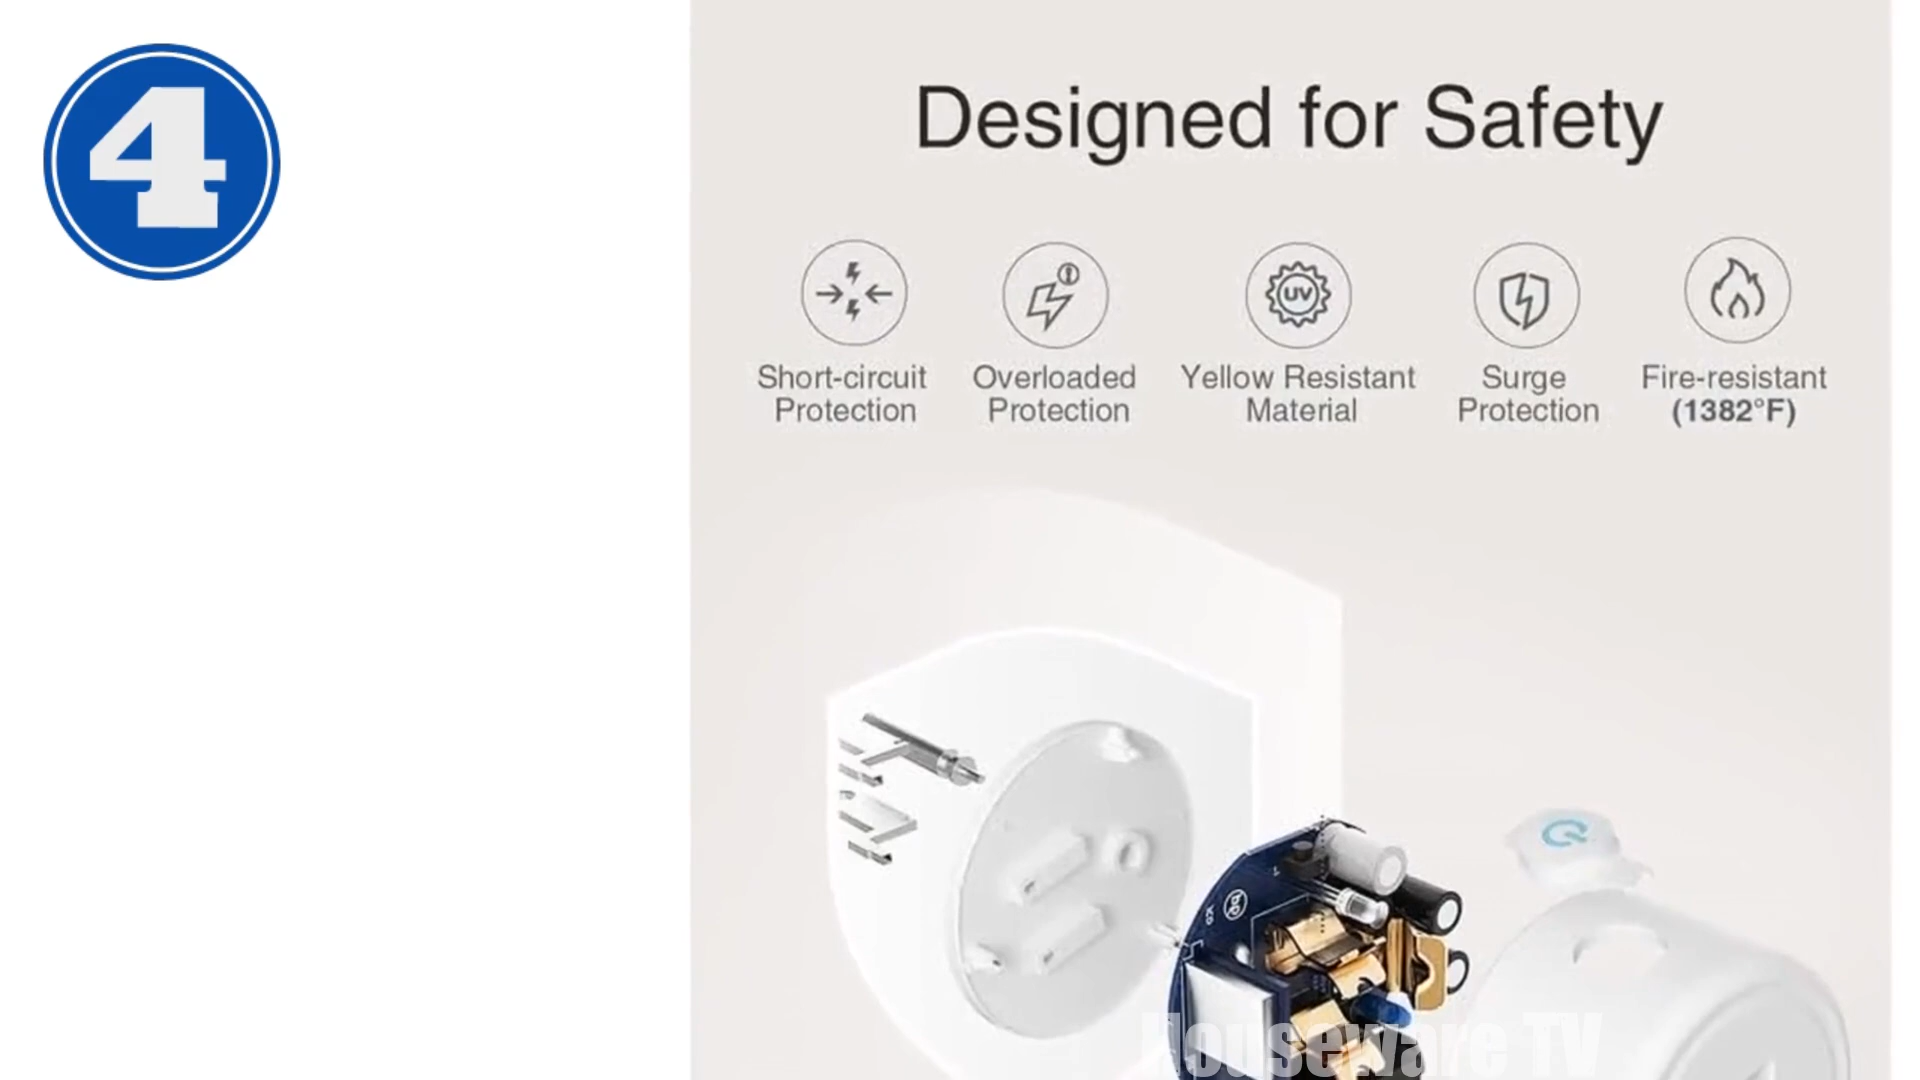 4
Designed for Safety
UV
Short-circuit
Protection
Overloaded
Protection
Yellow Resistant
Material
Surge
Protection
Fire-resistant
(1382°F)
Houseware TV